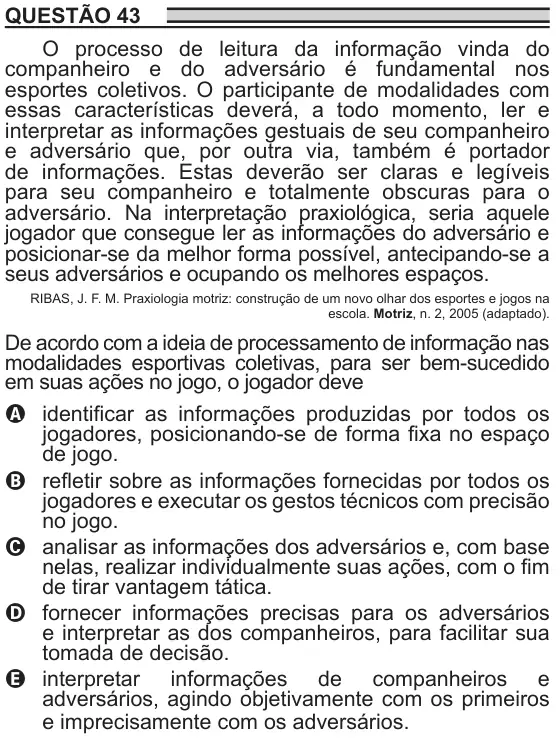 QUESTÃO 43
O processo de leitura da informação vinda do
companheiro e do adversário é fundamental nos
esportes coletivos. O participante de modalidades com
essas características deverá, a todo momento, ler e
interpretar as informações gestuais de seu companheiro
e adversário que, por outra via, também é portador
de informações. Estas deverão ser claras e legíveis
para seu companheiro e totalmente obscuras para o
adversário. Na interpretação praxiológica, seria aquele
jogador que consegue ler as informações do adversário e
posicionar-se da melhor forma possível, antecipando-se a
seus adversários e ocupando os melhores espaços.
RIBAS, J. F. M. Praxiologia motriz: construção de um novo olhar dos esportes e jogos na
escola. Motriz, n. 2, 2005 (adaptado).
De acordo com a ideia de processamento de informação nas
modalidades esportivas coletivas, para ser bem-sucedido
em suas ações no jogo, o jogador deve
A identificar as informações produzidas por todos os
jogadores, posicionando-se de forma fixa no espaço
de jogo.
B refletir sobre as informações fornecidas por todos os
jogadores e executar os gestos técnicos com precisão
no jogo.
C analisar as informações dos adversários e, com base
nelas, realizar individualmente suas ações, com o fim
de tirar vantagem tática.
D fornecer informações precisas para os adversários
e interpretar as dos companheiros, para facilitar sua
tomada de decisão.
E interpretar informações de companheiros e
adversários, agindo objetivamente com os primeiros
e imprecisamente com os adversários.